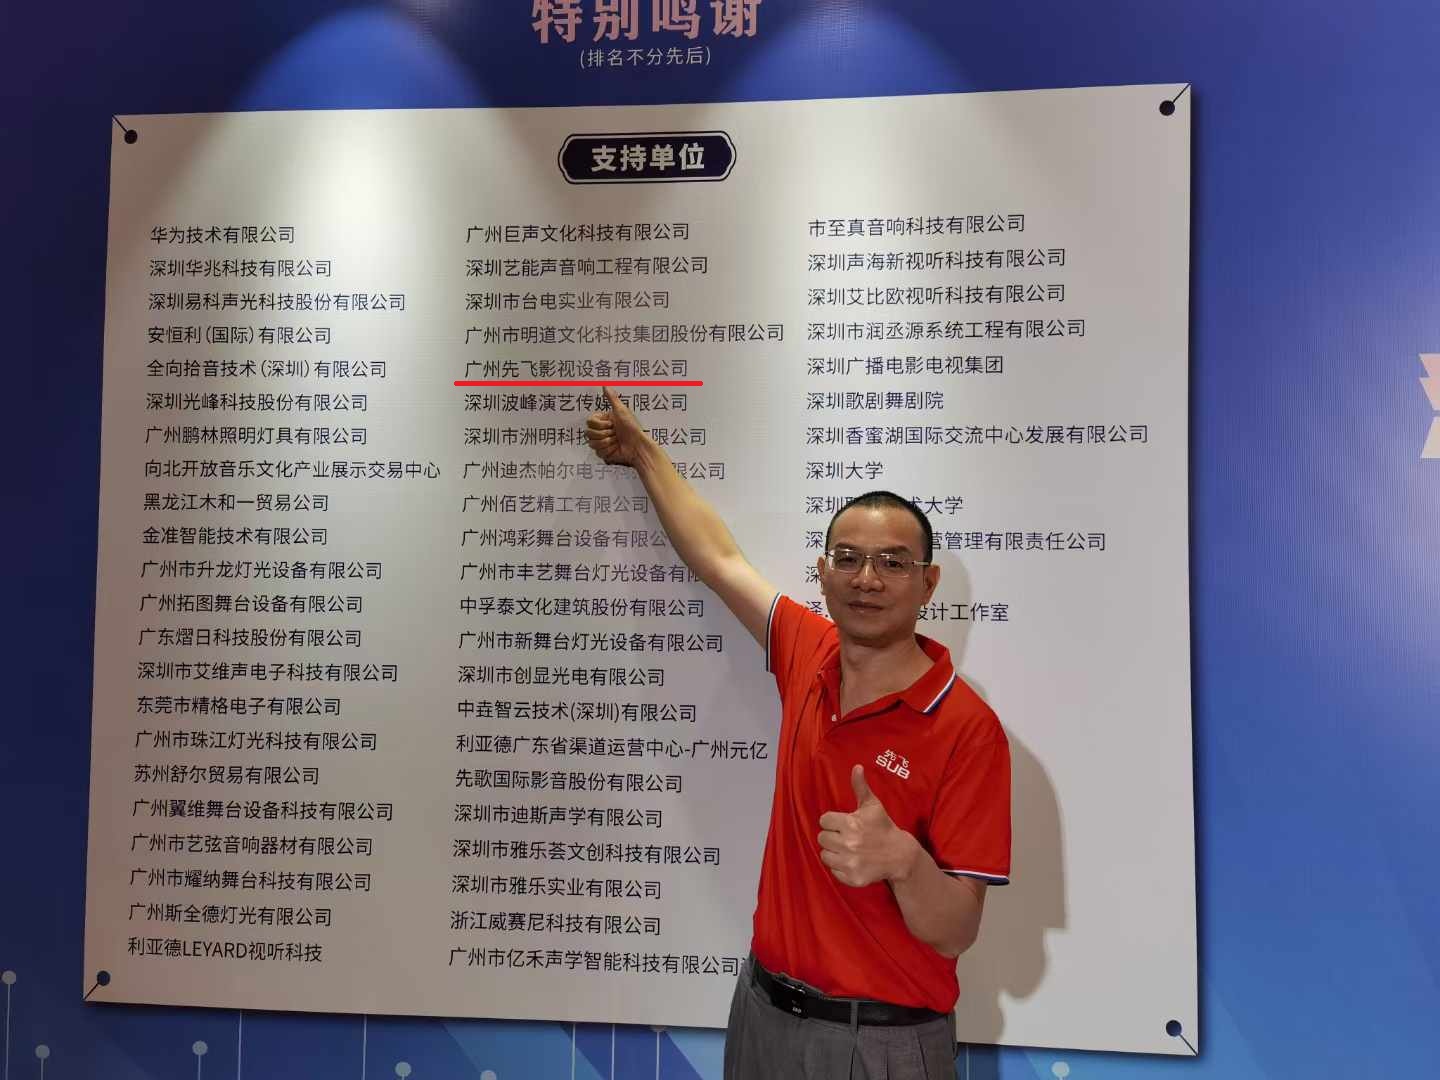 特别鸣谢
(排名不分先后)
支持单位
华为技术有限公司
深圳华兆科技有限公司
深圳易科声光科技股份有限公司
安恒利(国际)有限公司
全向拾音技术(深圳)有限公司
深圳光峰科技股份有限公司
广州鹏林照明灯具有限公司
向北开放音乐文化产业展示交易中心
黑龙江木和一贸易公司
金准智能技术有限公司
广州市升龙灯光设备有限公司
广州拓图舞台设备有限公司
广东熠日科技股份有限公司
深圳市艾维声电子科技有限公司
东莞市精格电子有限公司
广州市珠江灯光科技有限公司
苏州舒尔贸易有限公司
广州翼维舞台设备科技有限公司
广州市艺弦音响器材有限公司
广州市耀纳舞台科技有限公司
广州斯全德灯光有限公司
利亚德LEYARD视听科技
广州巨声文化科技有限公司
深圳艺能声音响工程有限公司
深圳市台电实业有限公司
广州市明道文化科技集团股份有限公司
广州先飞影视设备有限公司
深圳波峰演艺传媒有限公司
深圳市洲明科技有限公司
广州迪杰帕尔电子科技有限公司
广州佰艺精工有限公司
广州鸿彩舞台设备有限公
广州市丰艺舞台灯光设备有限
中孚泰文化建筑股份有限公司
广州市新舞台灯光设备有限公司
深圳市创显光电有限公司
中垚智云技术(深圳)有限公司
利亚德广东省渠道运营中心-广州元亿
先歌国际影音股份有限公司
深圳市迪斯声学有限公司
深圳市雅乐荟文创科技有限公司
深圳市雅乐实业有限公司
浙江威赛尼科技有限公司
广州市亿禾声学智能科技有限公司
市至真音响科技有限公司
深圳声海新视听科技有限公司
深圳艾比欧视听科技有限公司
深圳市润丞源系统工程有限公司
深圳广播电影电视集团
深圳歌剧舞剧院
深圳香蜜湖国际交流中心发展有限公司
深圳大学
深圳 术大学
深 营管理有限责任公司
深
泽 设计工作室
先飞
SUB